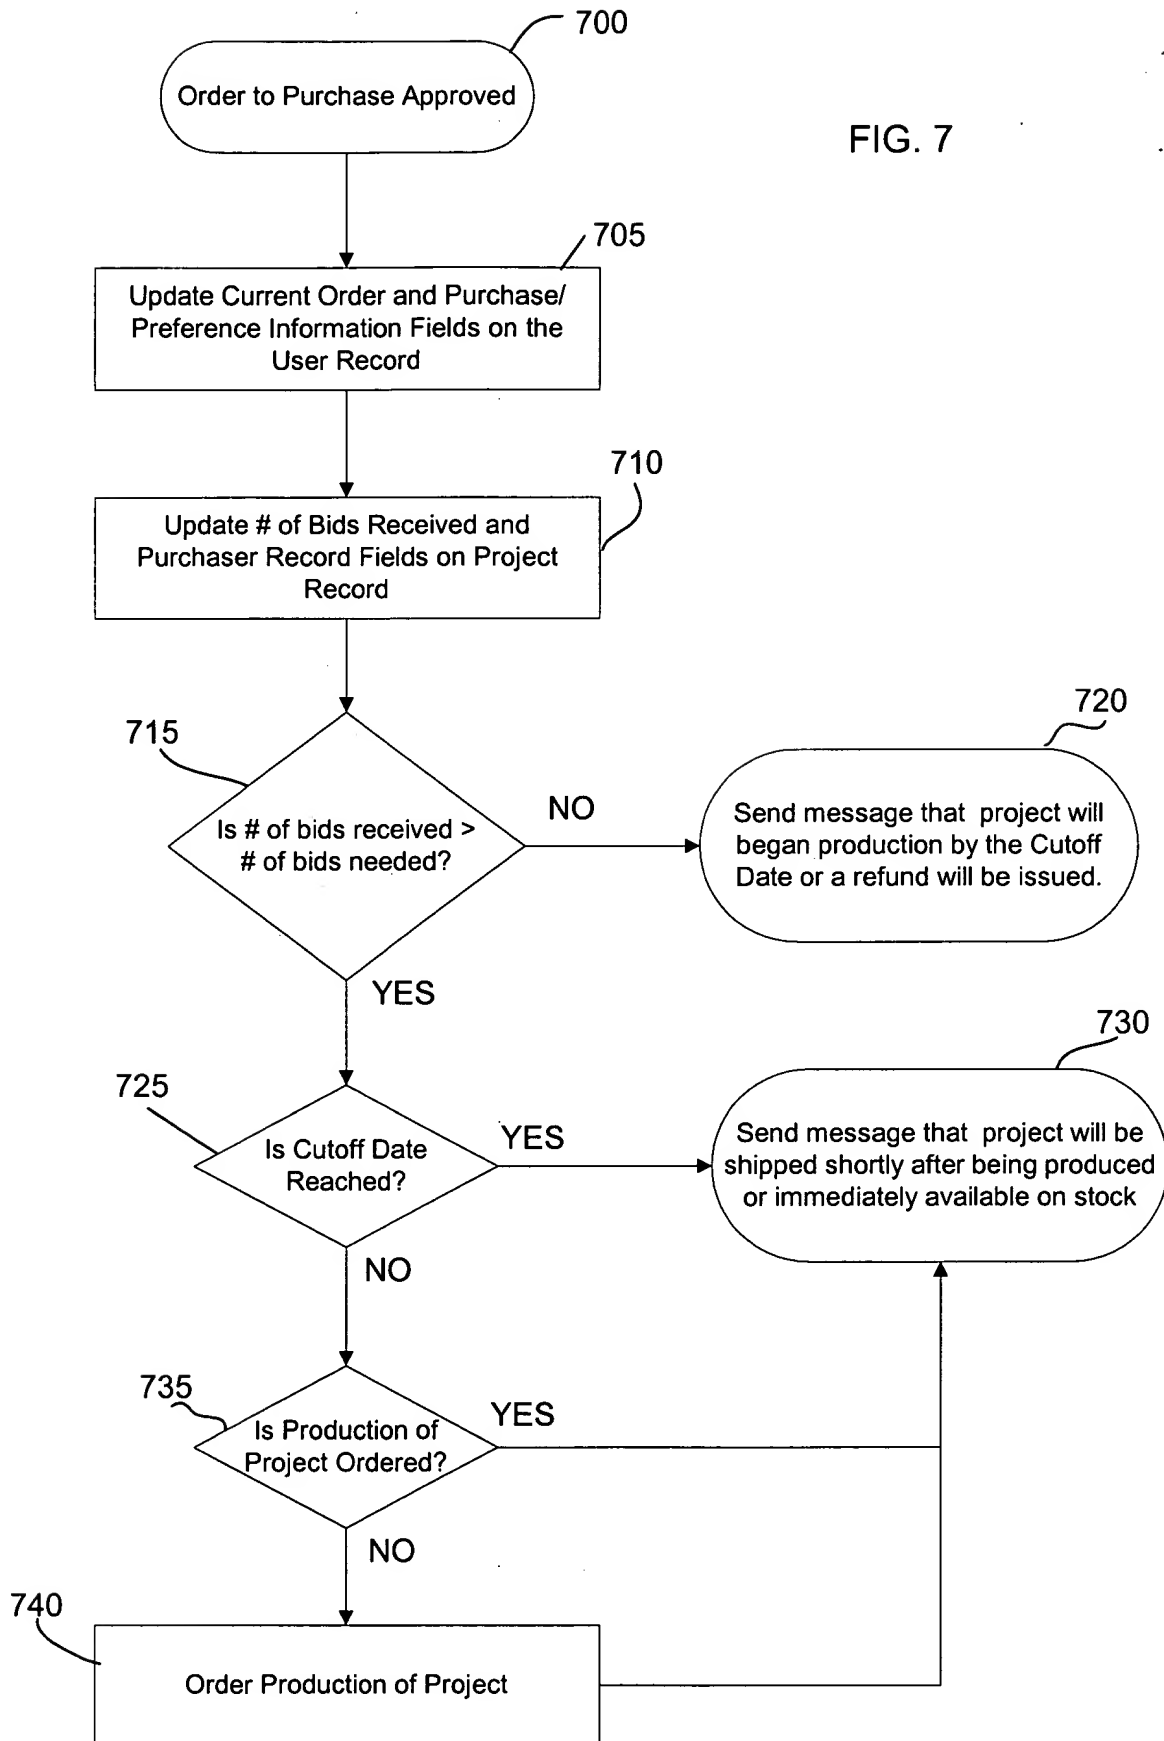 700
Order to Purchase Approved
FIG. 7
705
Update Current Order and Purchase/
Preference Information Fields on the
User Record
710
Update # of Bids Received and
Purchaser Record Fields on Project
Record
715
Is # of bids received >
# of bids needed?
NO
720
Send message that project will
began production by the Cutoff
Date or a refund will be issued.
YES
725
Is Cutoff Date
Reached?
YES
730
Send message that project will be
shipped shortly after being produced
or immediately available on stock
NO
735
Is Production of
Project Ordered?
YES
NO
740
Order Production of Project